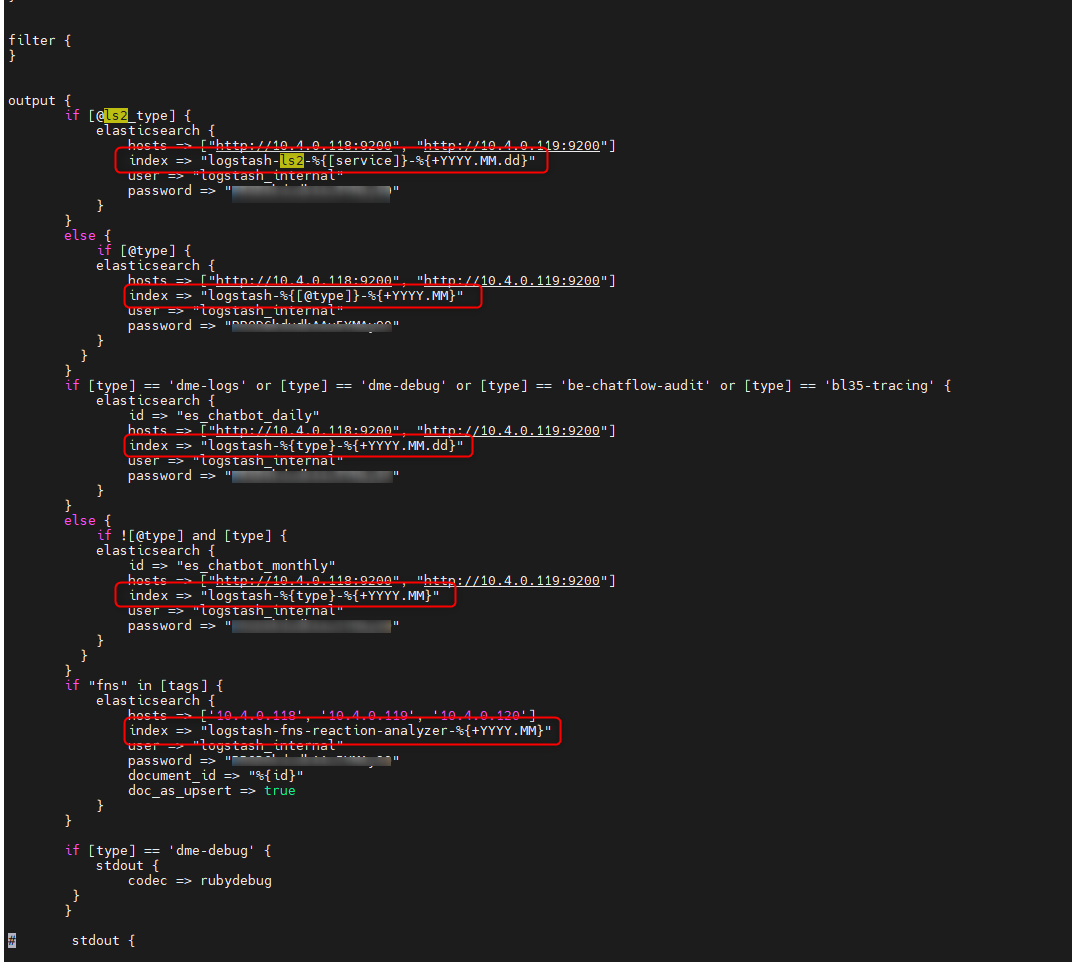 }
filter {
}
output {
if [@ls2_type] {
elasticsearch {
hosts => ["http://10.4.0.118:9200", "http://10.4.0.119:9200"]
index => "logstash-ls2-%{[service]}-%{+YYYY.MM.dd}"
user => "logstash_internal"
password => ""
}
}
else {
if [@type] {
elasticsearch {
hosts => ["http://10.4.0.118:9200", "http://10.4.0.119:9200"]
index => "logstash-%{[@type]}-%{+YYYY.MM}"
user => "logstash_internal"
password => ""
}
}
}
if [type] == 'dme-logs' or [type] == 'dme-debug' or [type] == 'be-chatflow-audit' or [type] == 'bl35-tracing' {
elasticsearch {
id => "es_chatbot_daily"
hosts => ["http://10.4.0.118:9200", "http://10.4.0.119:9200"]
index => "logstash-%{type}-%{+YYYY.MM.dd}"
user => "logstash_internal"
password => ""
}
}
else {
if ![@type] and [type] {
elasticsearch {
id => "es_chatbot_monthly"
hosts => ["http://10.4.0.118:9200", "http://10.4.0.119:9200"]
index => "logstash-%{type}-%{+YYYY.MM}"
user => "logstash_internal"
password => ""
}
}
}
if "fns" in [tags] {
elasticsearch {
hosts => ['10.4.0.118', '10.4.0.119', '10.4.0.120']
index => "logstash-fns-reaction-analyzer-%{+YYYY.MM}"
user => "logstash_internal"
password => ""
document_id => "%{id}"
doc_as_upsert => true
}
}
if [type] == 'dme-debug' {
stdout {
codec => rubydebug
}
}
# stdout {